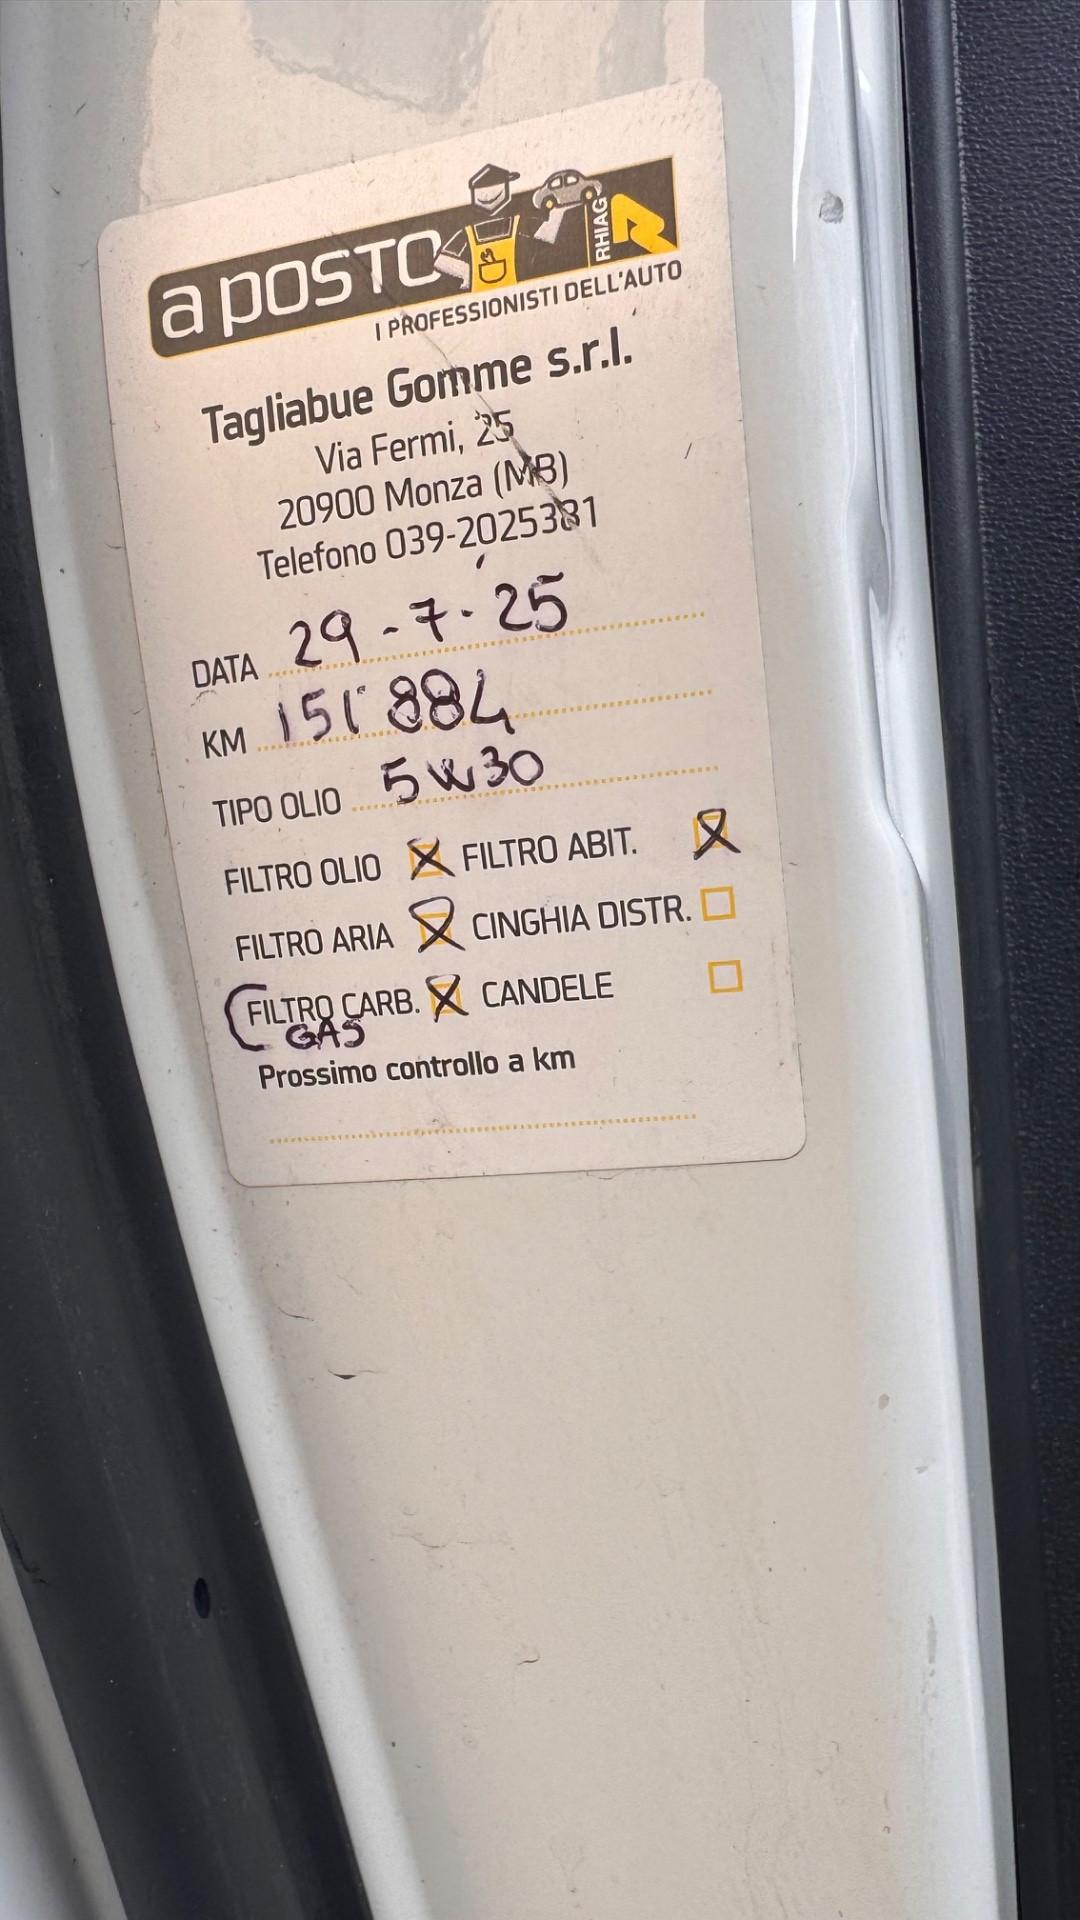 a POSTO
RHIAG
I PROFESSIONISTI DELL'AUTO
Tagliabue Gomme s.r.l.
Via Fermi, 25
20900 Monza (MB)
Telefono 039-2025381
DATA 29-7-25
KM 151'884
TIPO OLIO 5W30
FILTRO OLIO X FILTRO ABIT. X
FILTRO ARIA X CINGHIA DISTR.
FILTRO CARB. X CANDELE
GAS
Prossimo controllo a km